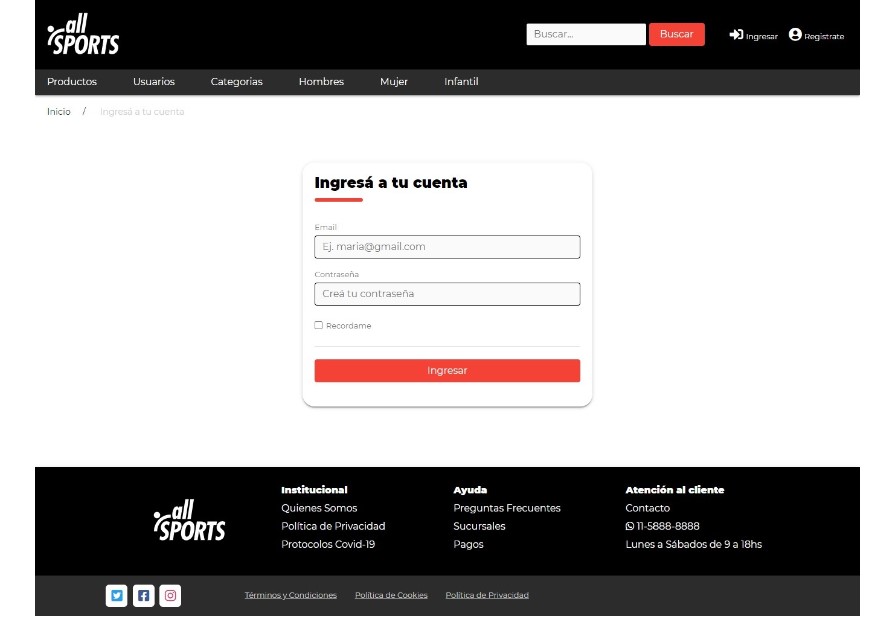 all
SPORTS
Buscar...
Buscar
Ingresar
Registrate
Productos
Usuarios
Categorias
Hombres
Mujer
Infantil
Inicio / Ingresá a tu cuenta
Ingresá a tu cuenta
Email
Ej. maria@gmail.com
Contraseña
Creá tu contraseña
Recordame
Ingresar
all
SPORTS
Institucional
Quienes Somos
Política de Privacidad
Protocolos Covid-19
Ayuda
Preguntas Frecuentes
Sucursales
Pagos
Atención al cliente
Contacto
11-5888-8888
Lunes a Sábados de 9 a 18hs
Términos y Condiciones
Política de Cookies
Política de Privacidad